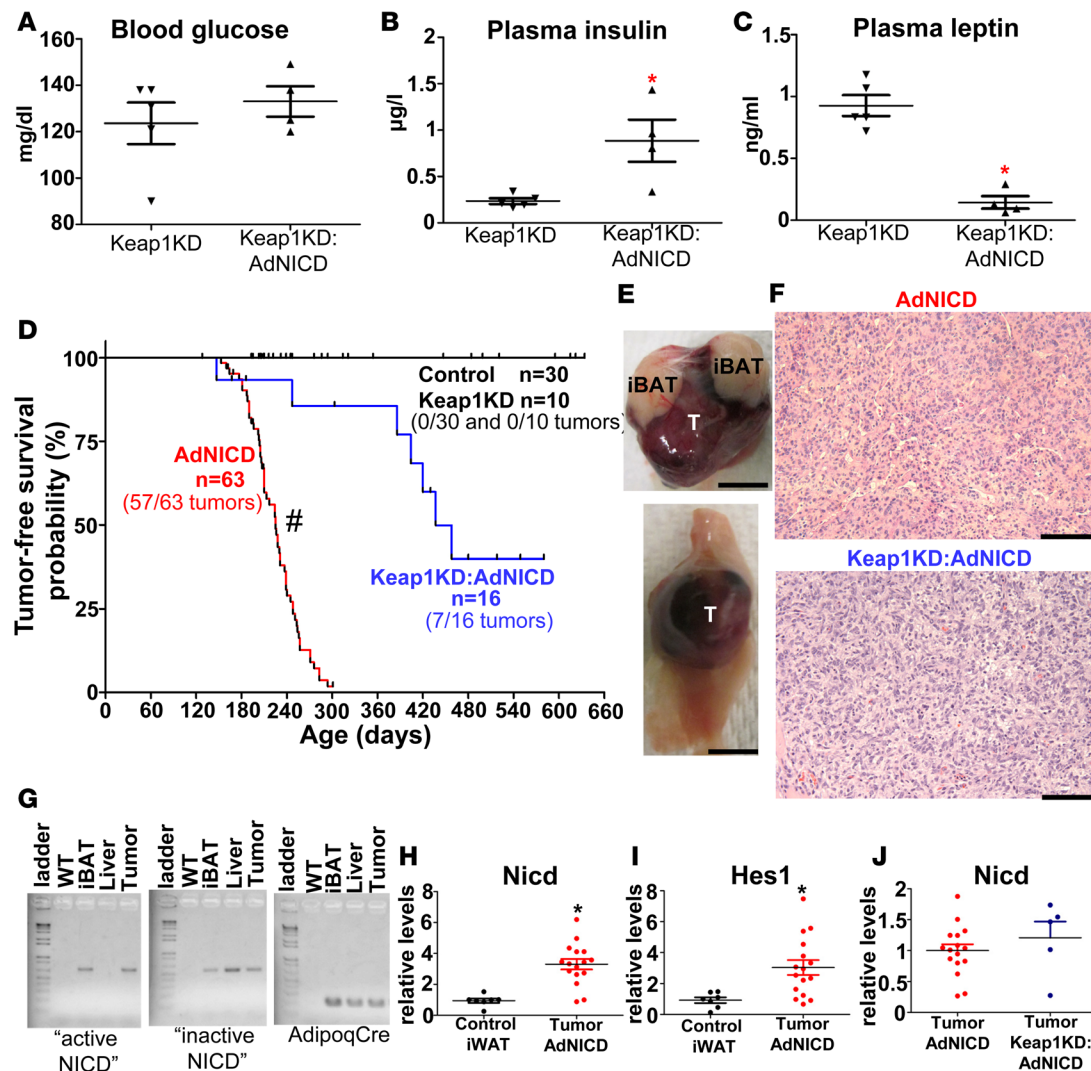 A
Blood glucose
160
140
120
100
80
mg/dl
Keap1KD
Keap1KD:
AdNICD
B
Plasma insulin
2
1.5
1
0.5
0
µg/l
*
Keap1KD
Keap1KD:
AdNICD
C
Plasma leptin
1.5
1
0.5
0
ng/ml
*
Keap1KD
Keap1KD:
AdNICD
D
Tumor-free survival
probability (%)
100
75
50
25
0
Control n=30
Keap1KD n=10
(0/30 and 0/10 tumors)
AdNICD
n=63
(57/63 tumors)
#
Keap1KD:AdNICD
n=16
(7/16 tumors)
0 60 120 180 240 300 360 420 480 540 600 660
Age (days)
E
iBAT
iBAT
T
T
F
AdNICD
Keap1KD:AdNICD
G
ladder
WT
iBAT
Liver
Tumor
"active
NICD"
ladder
WT
iBAT
Liver
Tumor
"inactive
NICD"
ladder
WT
iBAT
Liver
Tumor
AdipoqCre
H
Nicd
relative levels
8
6
4
2
0
*
Control
iWAT
Tumor
AdNICD
I
Hes1
relative levels
8
6
4
2
0
*
Control
iWAT
Tumor
AdNICD
J
Nicd
relative levels
2
1.5
1.0
0.5
0
Tumor
AdNICD
Tumor
Keap1KD:
AdNICD